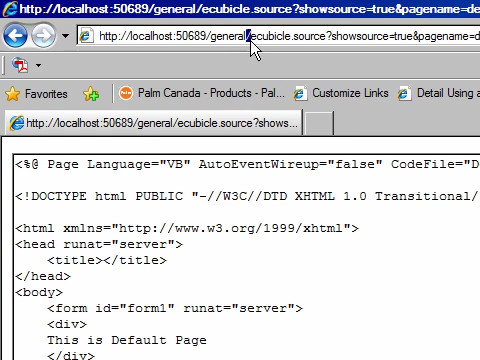 http://localhost:50689/general/ecubicle.source?showsource=true&pagename=de
http://localhost:50689/general/ecubicle.source?showsource=true&pagename=d
Favorites Palm Canada - Products - Pal... Customize Links Detail Using a
http://localhost:50689/general/ecubicle.source?shows...
<%@ Page Language="VB" AutoEventWireup="false" CodeFile="D
<!DOCTYPE html PUBLIC "-//W3C//DTD XHTML 1.0 Transitional/
<html xmlns="http://www.w3.org/1999/xhtml">
<head runat="server">
<title></title>
</head>
<body>
<form id="form1" runat="server">
<div>
This is Default Page
</div>